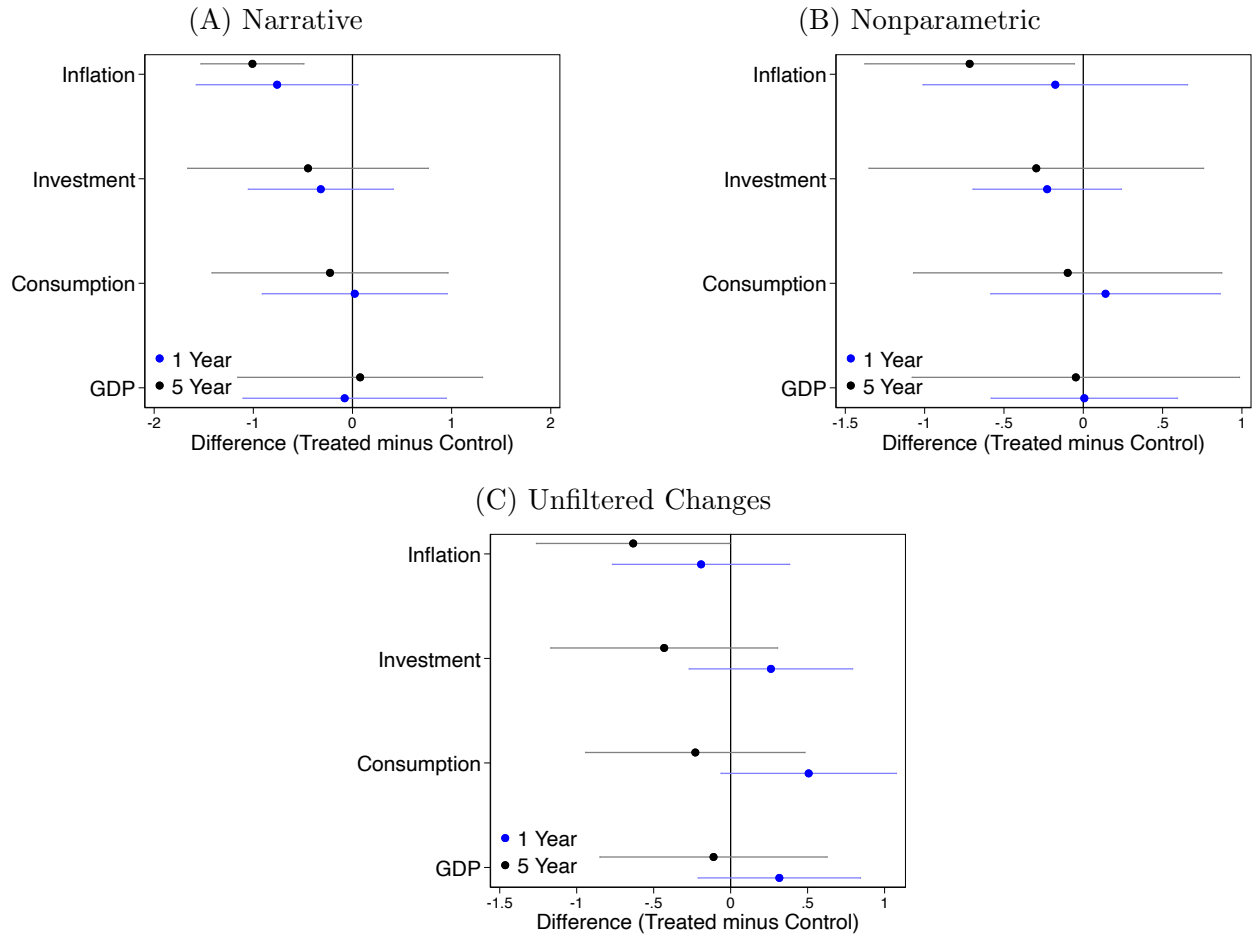 (A) Narrative
Inflation
Investment
Consumption
1 Year
5 Year
GDP
-2 -1 0 1 2
Difference (Treated minus Control)
(B) Nonparametric
Inflation
Investment
Consumption
1 Year
5 Year
GDP
-1.5 -1 -.5 0 .5 1
Difference (Treated minus Control)
(C) Unfiltered Changes
Inflation
Investment
Consumption
1 Year
5 Year
GDP
-1.5 -1 -.5 0 .5 1
Difference (Treated minus Control)